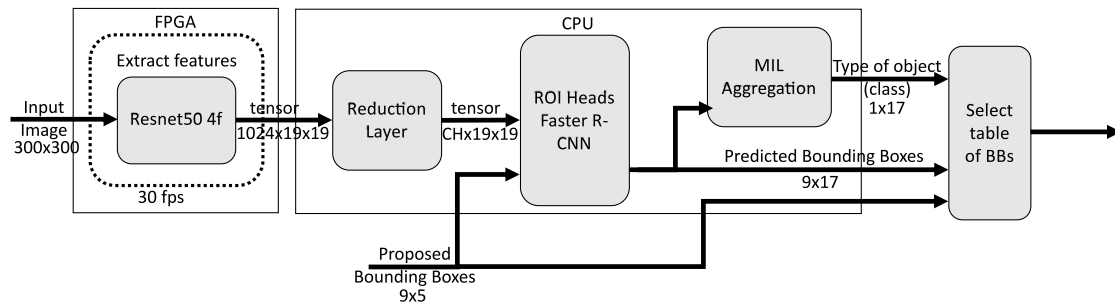 FPGA
Extract features
Input
Image
300x300
Resnet50 4f
30 fps
tensor
1024x19x19
CPU
Reduction
Layer
tensor
CHx19x19
ROI Heads
Faster R-
CNN
MIL
Aggregation
Type of object
(class)
1x17
Predicted Bounding Boxes
9x17
Select
table
of BBs
Proposed
Bounding Boxes
9x5